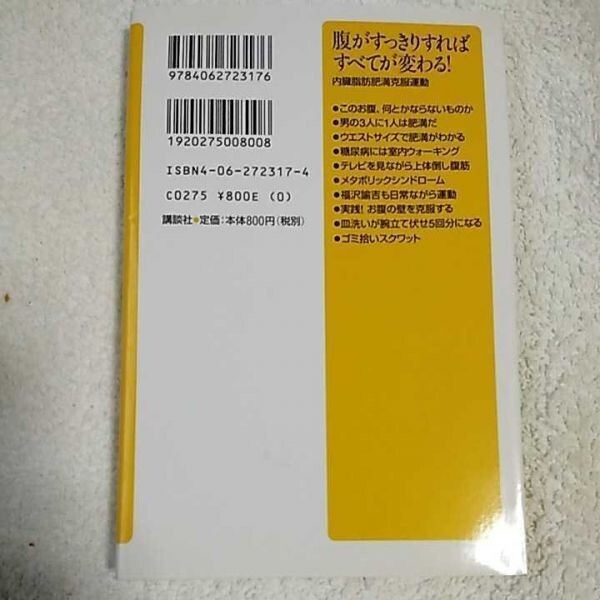 9784062723176
1920275008008
ISBN4-06-272317-4
C0275 ¥800E (0)
講談社●定価:本体800円(税別)
腹がすっきりすれば
すべてが変わる!
内臓脂肪肥満克服運動
●このお腹、何とかならないものか
●男の3人に1人は肥満だ
●ウエストサイズで肥満がわかる
●糖尿病には室内ウォーキング
●テレビを見ながら上体倒し腹筋
●メタボリックシンドローム
●福沢諭吉も日常ながら運動
●実践!お腹の壁を克服する
●皿洗いが腕立て伏せ5回分になる
●ゴミ拾いスクワット